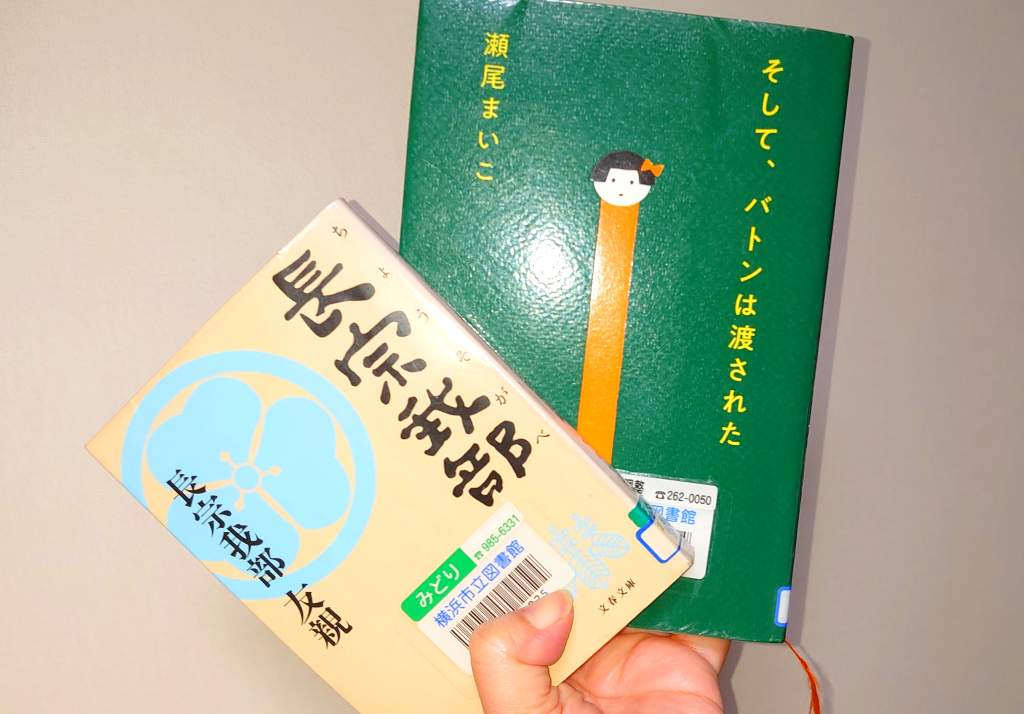 そして、バトンは渡された
瀬尾まいこ
☎262-0050
図書館
ちょうそがべ
長宗我部
長宗我部 友親
みどり
☎985-6331
横浜市立図書館
文春文庫